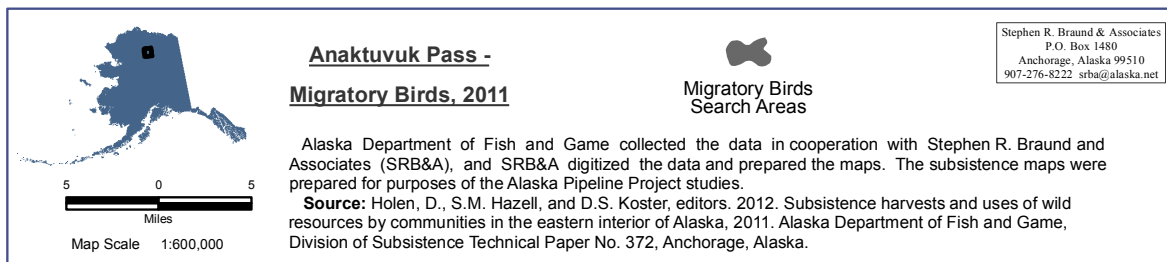 Anaktuvuk Pass -
Migratory Birds, 2011
Migratory Birds
Search Areas
Stephen R. Braund & Associates
P.O. Box 1480
Anchorage, Alaska 99510
907-276-8222 srba@alaska.net
Alaska Department of Fish and Game collected the data in cooperation with Stephen R. Braund and
Associates (SRB&A), and SRB&A digitized the data and prepared the maps. The subsistence maps were
prepared for purposes of the Alaska Pipeline Project studies.
Source: Holen, D., S.M. Hazell, and D.S. Koster, editors. 2012. Subsistence harvests and uses of wild
resources by communities in the eastern interior of Alaska, 2011. Alaska Department of Fish and Game,
Division of Subsistence Technical Paper No. 372, Anchorage, Alaska.
5 0 5
Miles
Map Scale 1:600,000